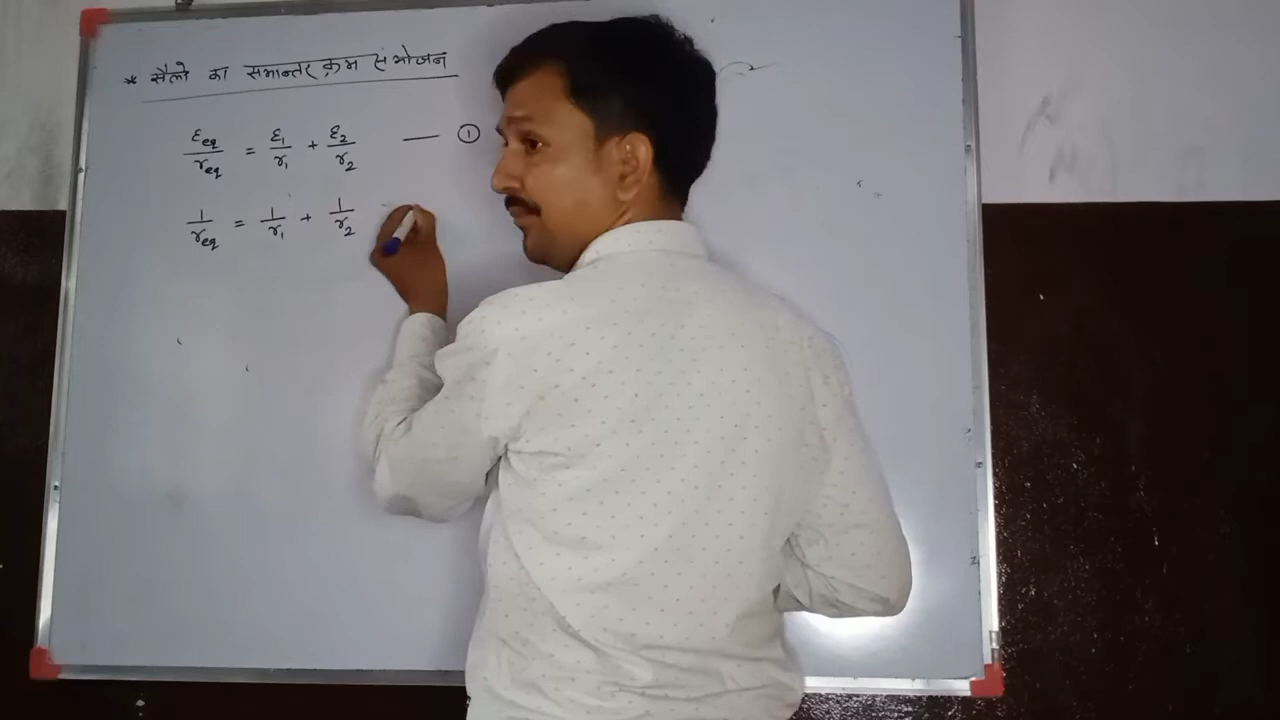 * सैलो का समान्तर क्रम संयोजन
ε_eq/r_eq = ε₁/r₁ + ε₂/r₂ — ①
1/r_eq = 1/r₁ + 1/r₂